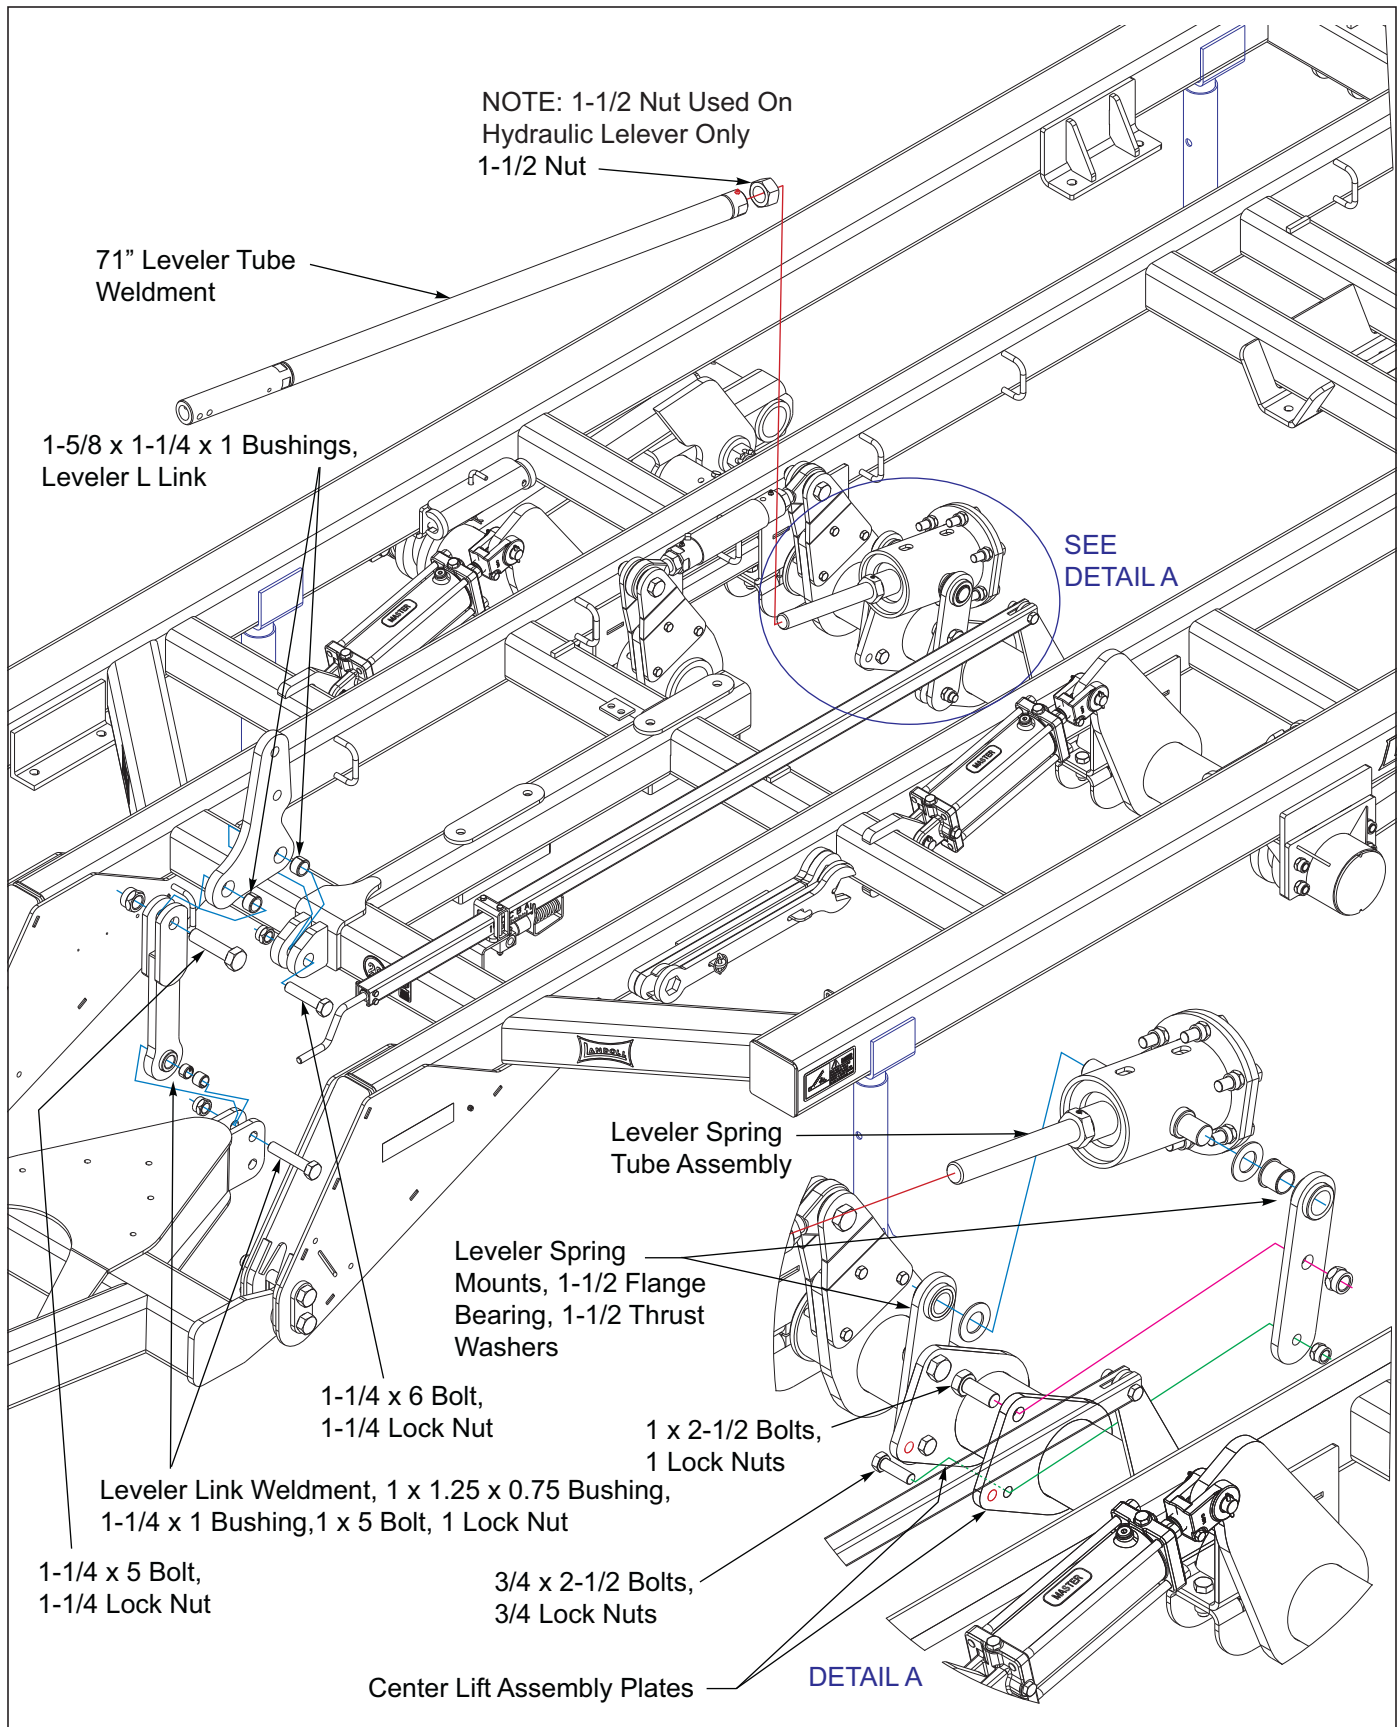 NOTE: 1-1/2 Nut Used On
Hydraulic Lelever Only
1-1/2 Nut
71” Leveler Tube
Weldment
1-5/8 x 1-1/4 x 1 Bushings,
Leveler L Link
SEE
DETAIL A
MASTER
MASTER
LANDOLL
Leveler Spring
Tube Assembly
Leveler Spring
Mounts, 1-1/2 Flange
Bearing, 1-1/2 Thrust
Washers
1-1/4 x 6 Bolt,
1-1/4 Lock Nut
1 x 2-1/2 Bolts,
1 Lock Nuts
Leveler Link Weldment, 1 x 1.25 x 0.75 Bushing,
1-1/4 x 1 Bushing,1 x 5 Bolt, 1 Lock Nut
1-1/4 x 5 Bolt,
1-1/4 Lock Nut
3/4 x 2-1/2 Bolts,
3/4 Lock Nuts
MASTER
Center Lift Assembly Plates
DETAIL A